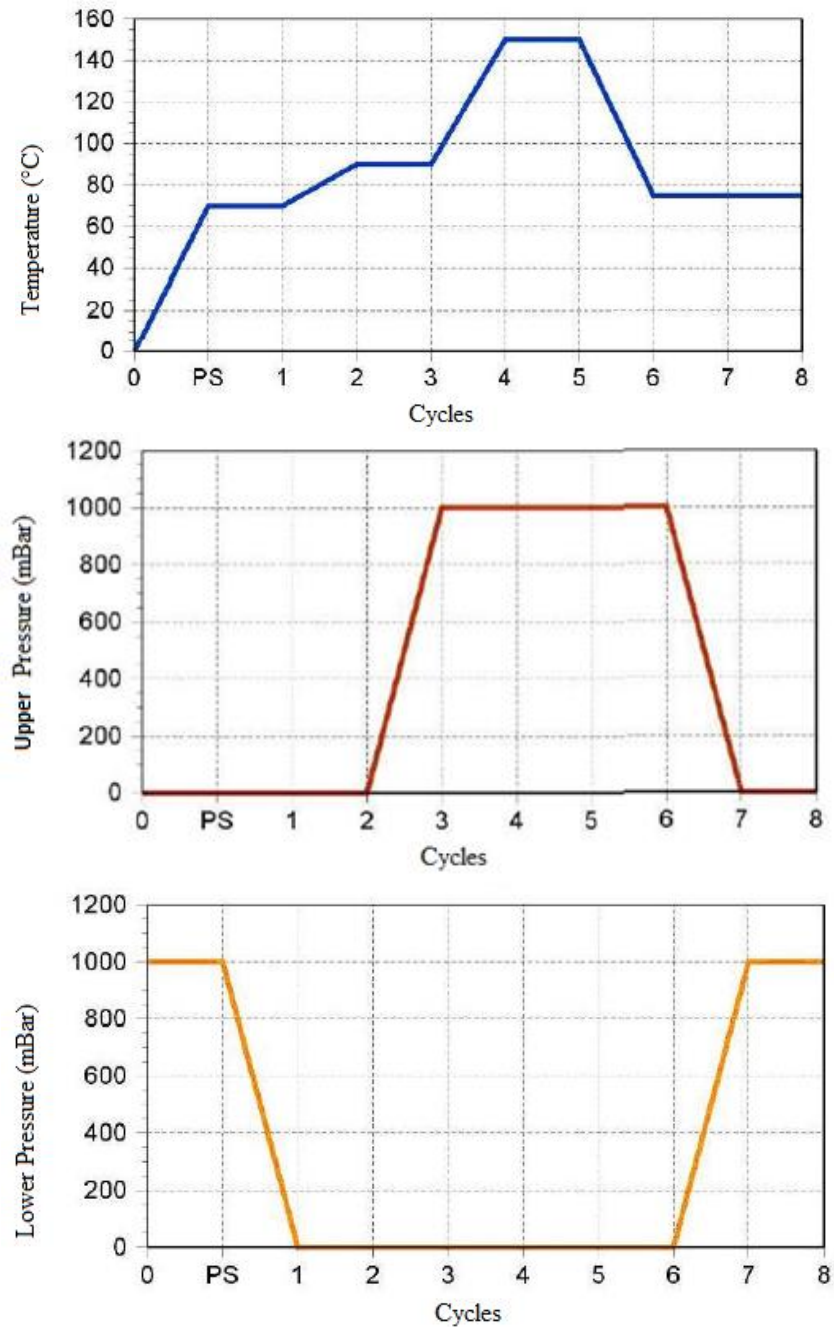 160
140
120
100
80
60
40
20
0
Temperature (°C)
0 PS 1 2 3 4 5 6 7 8
Cycles
1200
1000
800
600
400
200
0
Upper Pressure (mBar)
0 PS 1 2 3 4 5 6 7 8
Cycles
1200
1000
800
600
400
200
0
Lower Pressure (mBar)
0 PS 1 2 3 4 5 6 7 8
Cycles